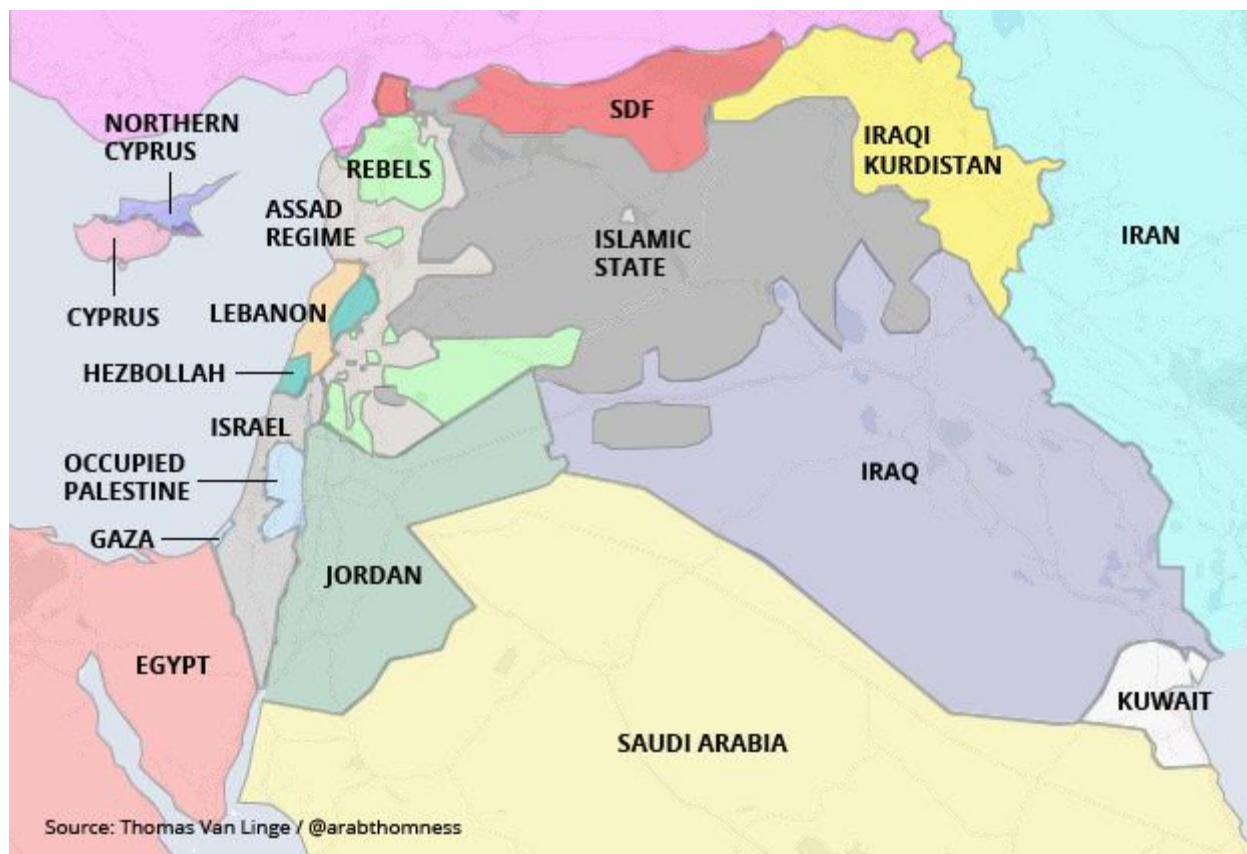 NORTHERN
CYPRUS
CYPRUS
REBELS
ASSAD
REGIME
SDF
IRAQI
KURDISTAN
ISLAMIC
STATE
IRAN
LEBANON
HEZBOLLAH
ISRAEL
OCCUPIED
PALESTINE
GAZA
IRAQ
JORDAN
EGYPT
KUWAIT
SAUDI ARABIA
Source: Thomas Van Linge / @arabthomness